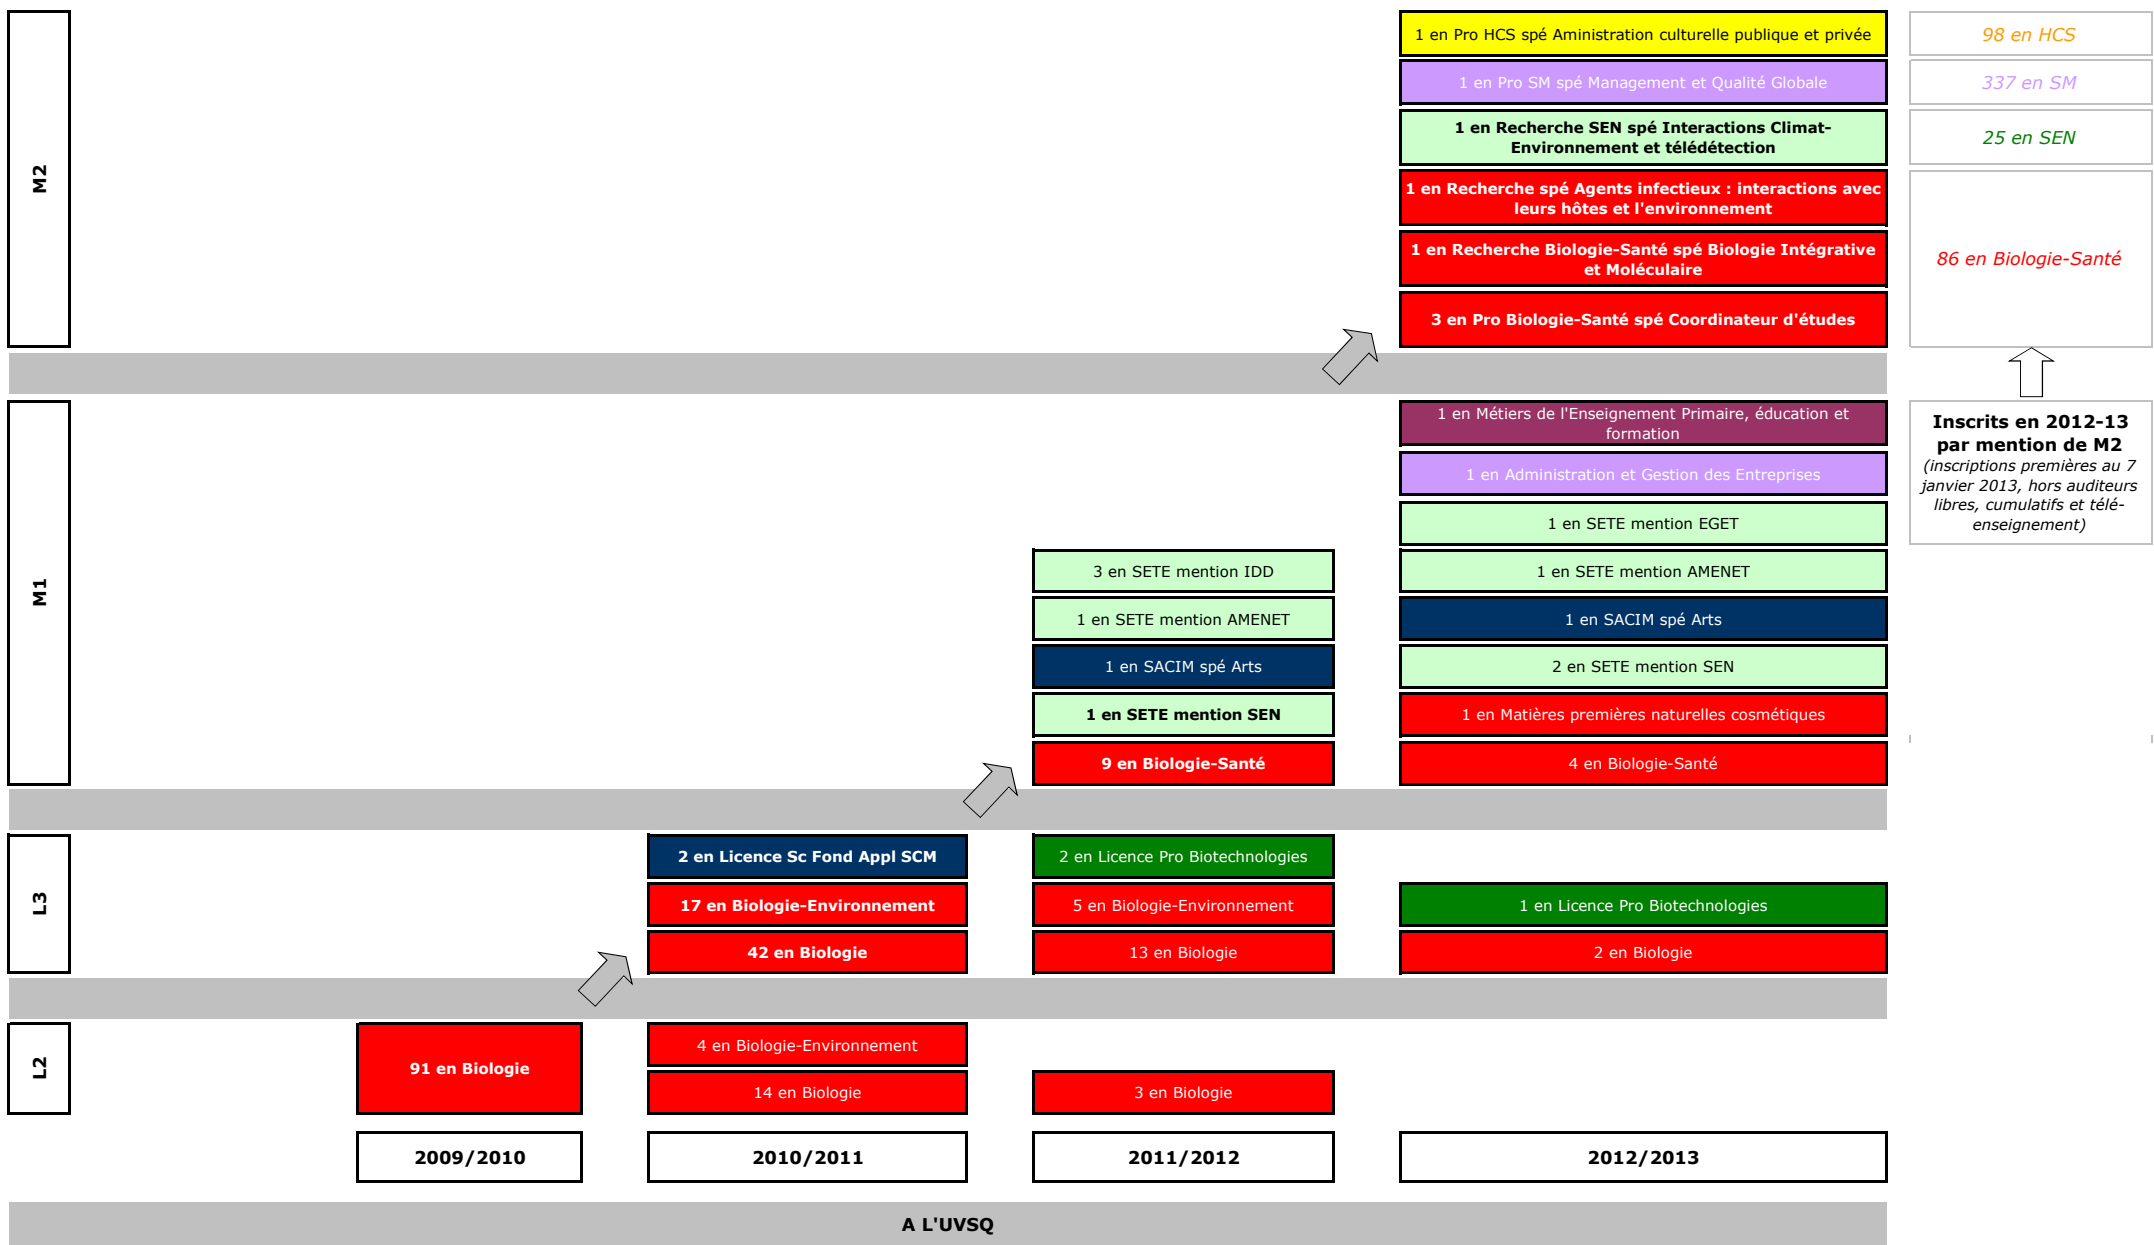 M2
1 en Pro HCS spé Aministration culturelle publique et privée
98 en HCS
1 en Pro SM spé Management et Qualité Globale
337 en SM
1 en Recherche SEN spé Interactions Climat-
Environnement et télédétection
25 en SEN
1 en Recherche spé Agents infectieux : interactions avec
leurs hôtes et l'environnement
1 en Recherche Biologie-Santé spé Biologie Intégrative
et Moléculaire
86 en Biologie-Santé
3 en Pro Biologie-Santé spé Coordinateur d'études
M1
1 en Métiers de l'Enseignement Primaire, éducation et
formation
Inscrits en 2012-13
par mention de M2
(inscriptions premières au 7
janvier 2013, hors auditeurs
libres, cumulatifs et télé-
enseignement)
1 en Administration et Gestion des Entreprises
1 en SETE mention EGET
3 en SETE mention IDD
1 en SETE mention AMENET
1 en SETE mention AMENET
1 en SACIM spé Arts
1 en SACIM spé Arts
2 en SETE mention SEN
1 en SETE mention SEN
1 en Matières premières naturelles cosmétiques
9 en Biologie-Santé
4 en Biologie-Santé
L3
2 en Licence Sc Fond Appl SCM
2 en Licence Pro Biotechnologies
17 en Biologie-Environnement
5 en Biologie-Environnement
1 en Licence Pro Biotechnologies
42 en Biologie
13 en Biologie
2 en Biologie
L2
91 en Biologie
4 en Biologie-Environnement
14 en Biologie
3 en Biologie
2009/2010
2010/2011
2011/2012
2012/2013
A L'UVSQ